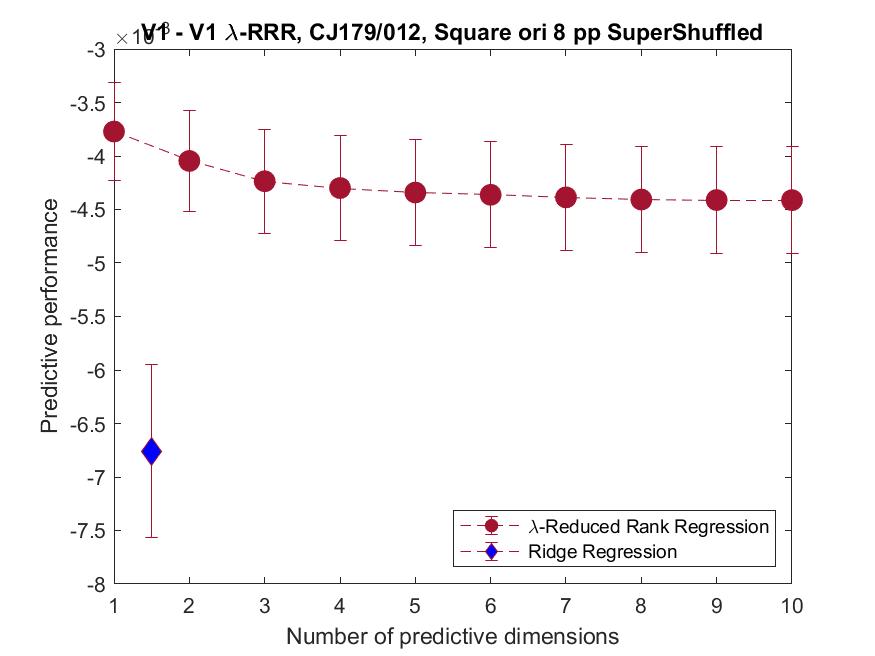 V1 - V1 λ-RRR, CJ179/012, Square ori 8 pp SuperShuffled
×10⁻³
-3
-3.5
-4
-4.5
-5
-5.5
-6
-6.5
-7
-7.5
-8
Predictive performance
λ-Reduced Rank Regression
Ridge Regression
1 2 3 4 5 6 7 8 9 10
Number of predictive dimensions